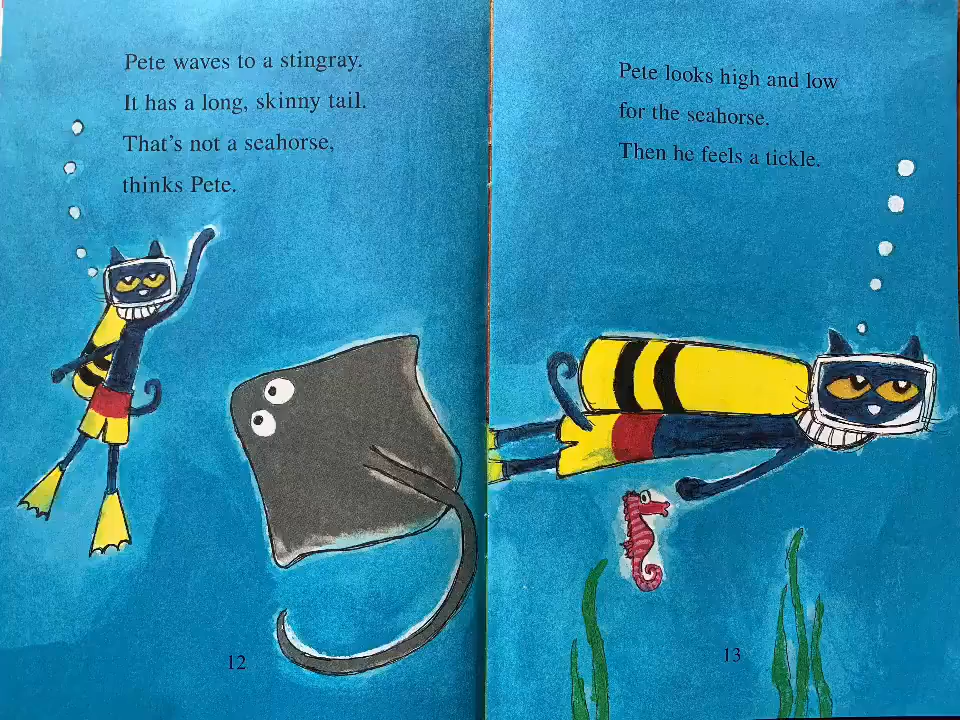 Pete waves to a stingray.
It has a long, skinny tail.
That's not a seahorse,
thinks Pete.
12
Pete looks high and low
for the seahorse.
Then he feels a tickle.
13